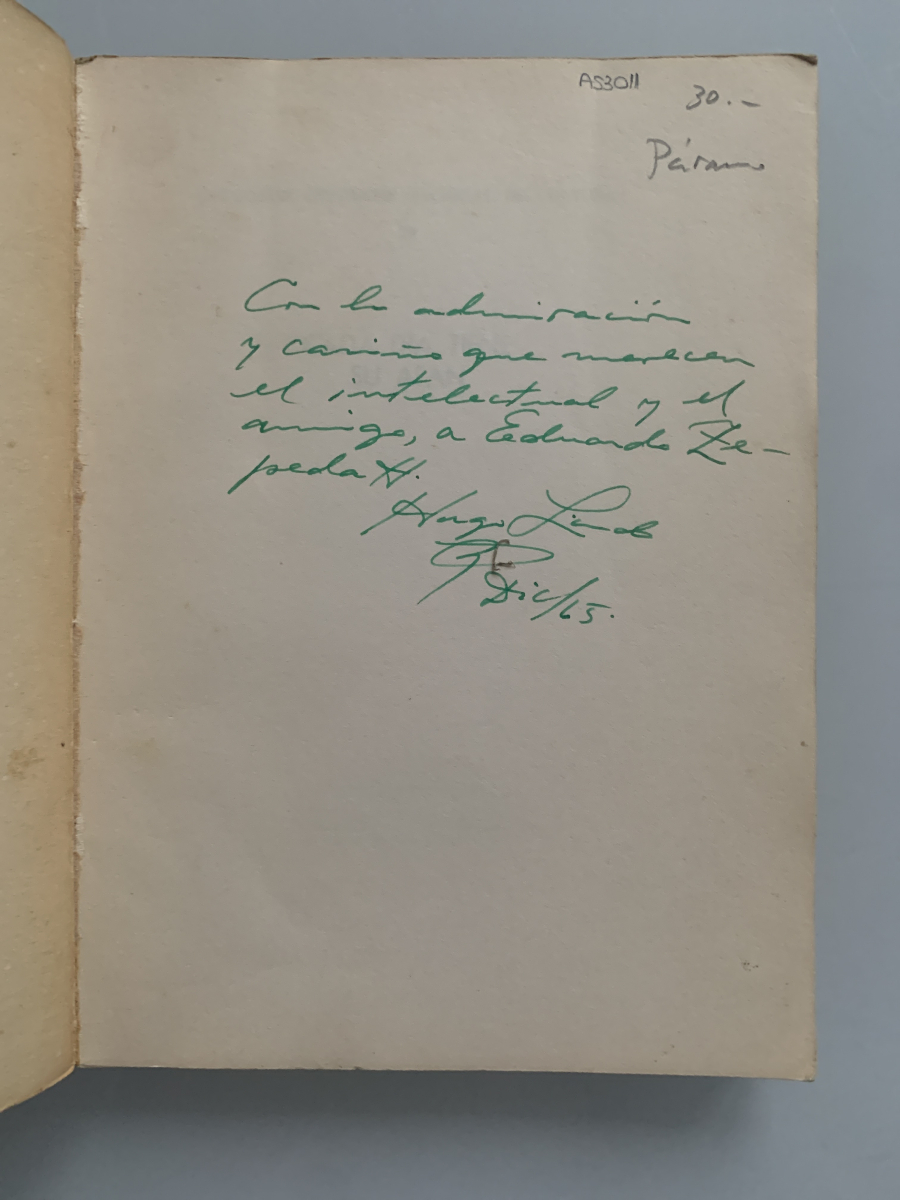 AS3011
30.—
Páramo
Con la admiración
y cariño que merecen
el intelectual y el
amigo, a Eduardo Ze-
peda H.
Hugo Lindo
Dic/65.